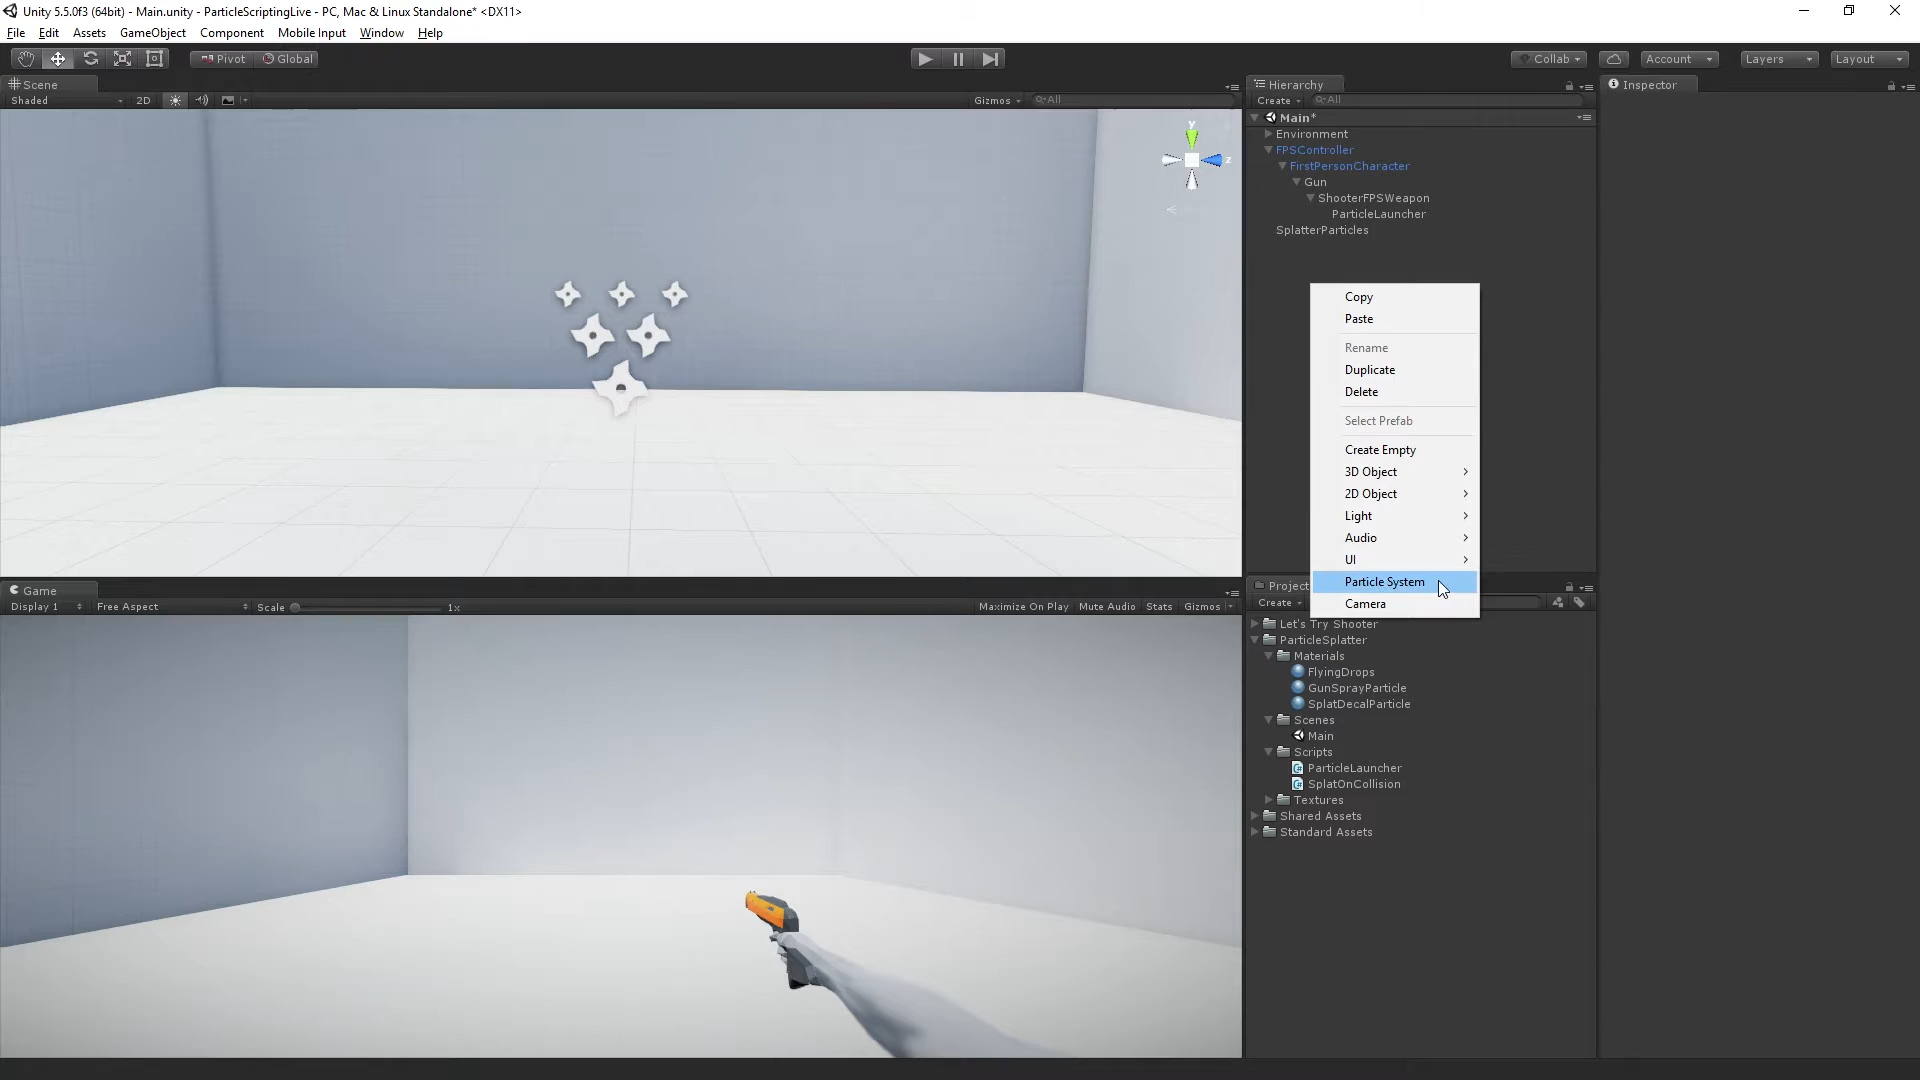 Unity 5.5.0f3 (64bit) - Main.unity - ParticleScriptingLive - PC, Mac & Linux Standalone* <DX11>
File Edit Assets GameObject Component Mobile Input Window Help
Pivot Global Collab Account Layers Layout
Scene
Shaded 2D Gizmos All
y
z
Hierarchy
Create All
Main*
Environment
FPSController
FirstPersonCharacter
Gun
ShooterFPSWeapon
ParticleLauncher
SplatterParticles
Copy
Paste
Rename
Duplicate
Delete
Select Prefab
Create Empty
3D Object
2D Object
Light
Audio
UI
Particle System
Camera
Inspector
Game
Display 1 Free Aspect Scale 1x Maximize On Play Mute Audio Stats Gizmos
Project
Create
Let's Try Shooter
ParticleSplatter
Materials
FlyingDrops
GunSprayParticle
SplatDecalParticle
Scenes
Main
Scripts
ParticleLauncher
SplatOnCollision
Textures
Shared Assets
Standard Assets